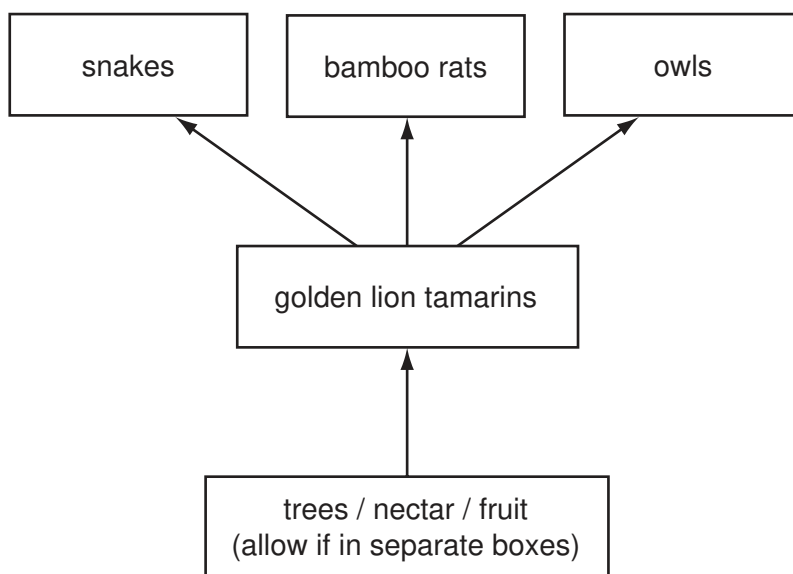 snakes
bamboo rats
owls
golden lion tamarins
trees / nectar / fruit
(allow if in separate boxes)